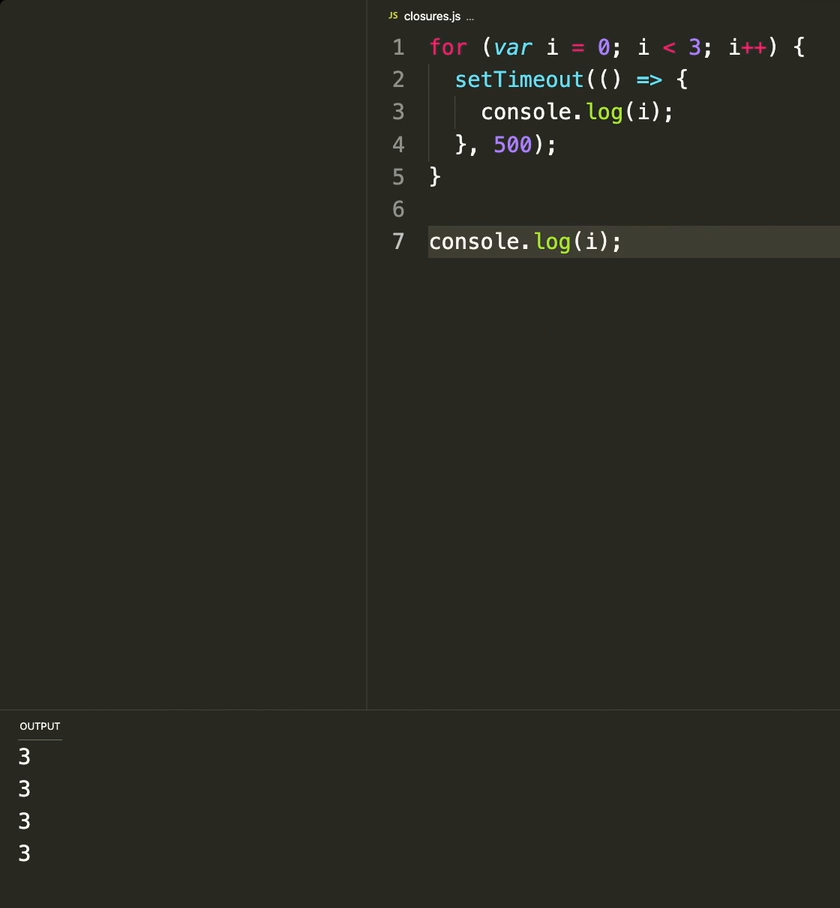 JS closures.js ...
1 for (var i = 0; i < 3; i++) {
2   setTimeout(() => {
3     console.log(i);
4   }, 500);
5 }
6
7 console.log(i);
OUTPUT
3
3
3
3